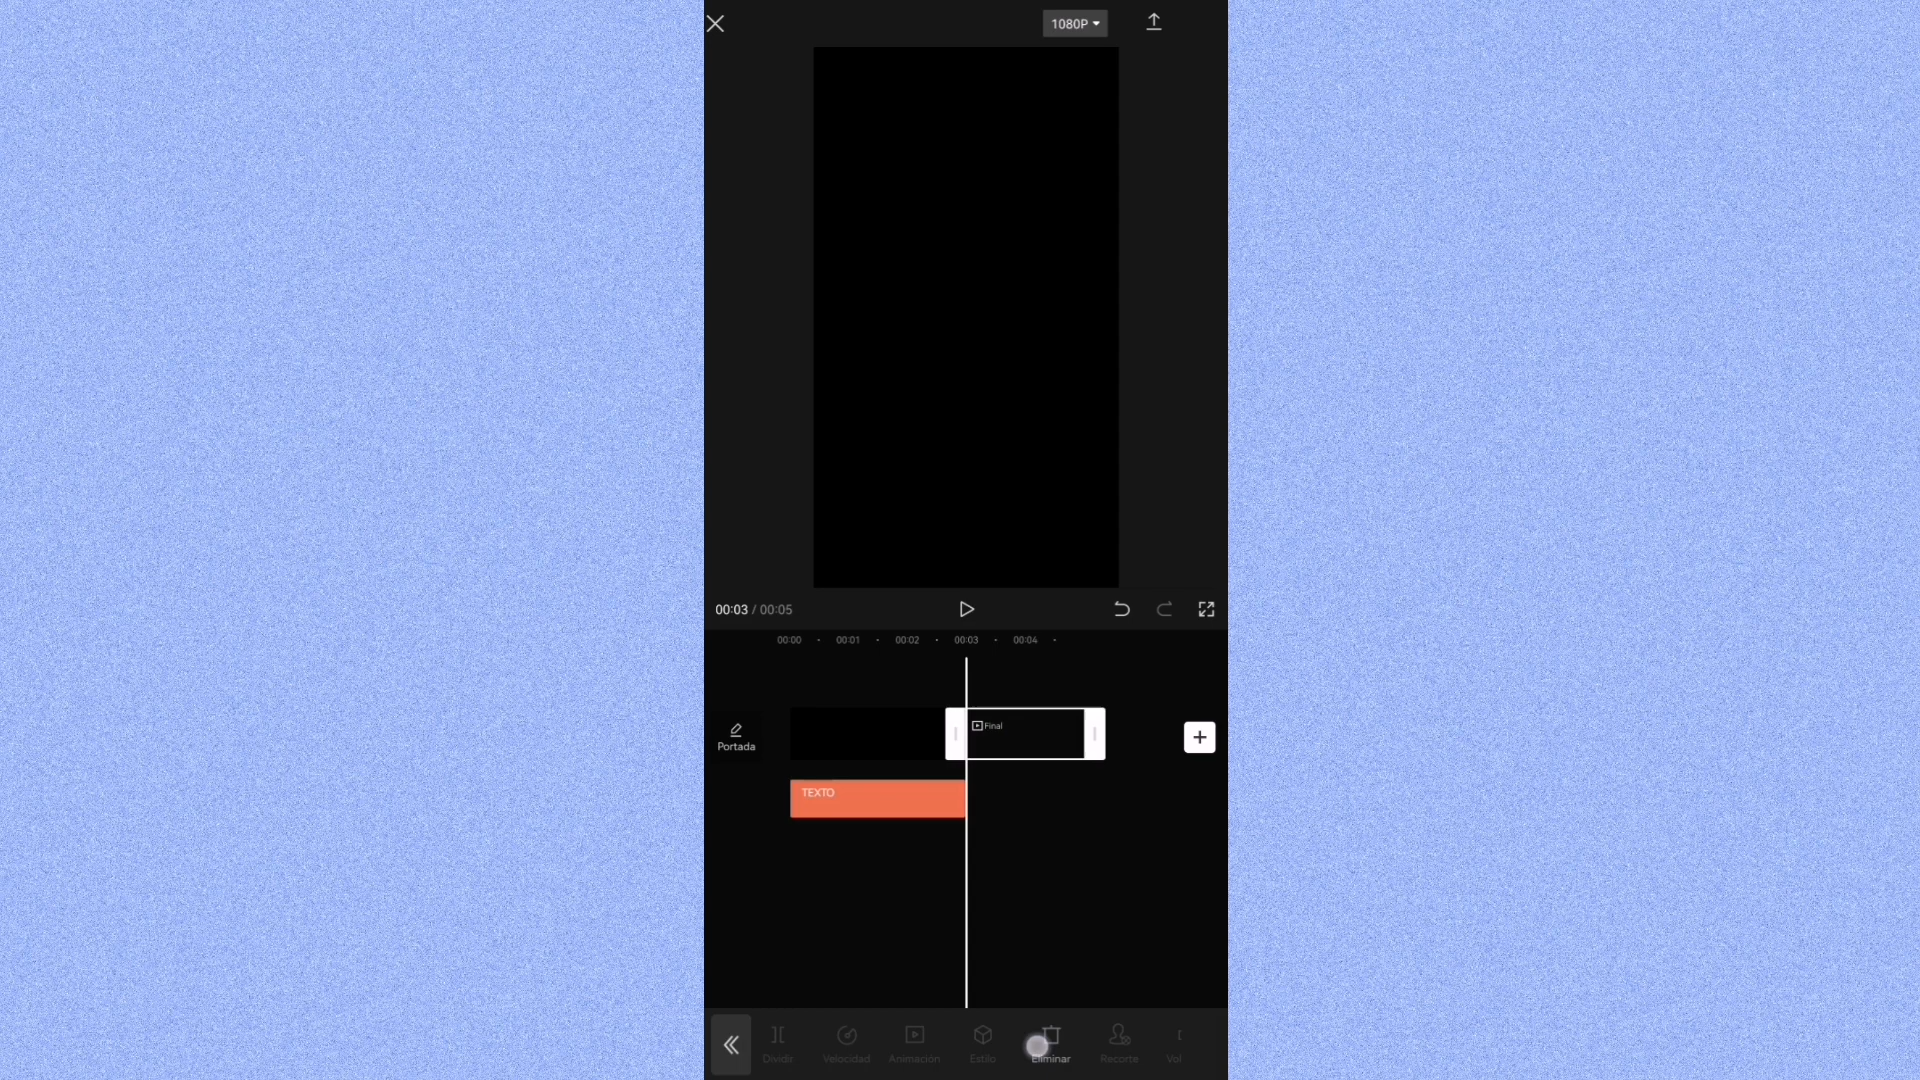 1080P
00:03 / 00:05
00:00 00:01 00:02 00:03 00:04
Final
Portada
TEXTO
Dividir Velocidad Animación Estilo Eliminar Recorte Vol